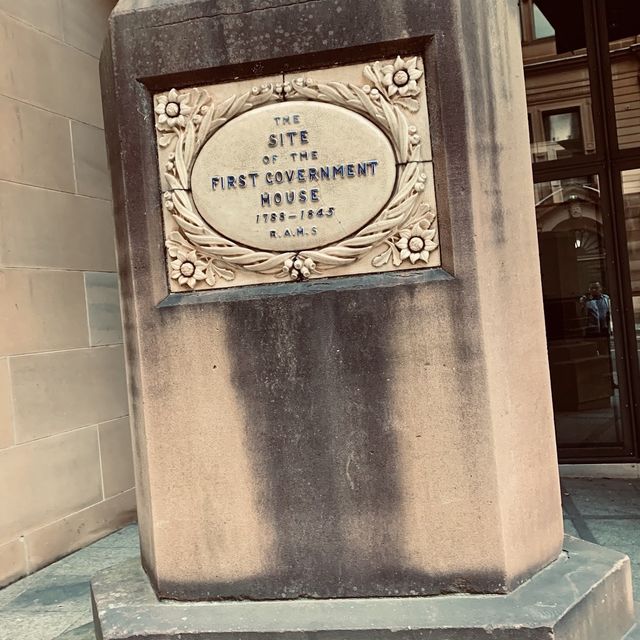 THE
SITE
OF THE
FIRST GOVERNMENT
HOUSE
1788-1845
R.A.H.S